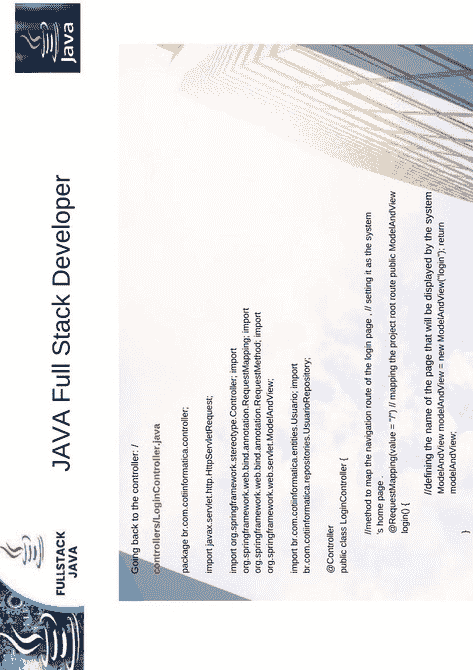 FULLSTACK
JAVA
JAVA Full Stack Developer
Java
Going back to the controller: /
controllers/LoginController.java
package br.com.cotiinformatica.controller;
import javax.servlet.http.HttpServletRequest;
import org.springframework.stereotype.Controller; import
org.springframework.web.bind.annotation.RequestMapping; import
org.springframework.web.bind.annotation.RequestMethod; import
org.springframework.web.servlet.ModelAndView;
import br.com.cotiinformatica.entities.Usuario; import
br.com.cotiinformatica.repositories.UsuarioRepository;
@Controller
public class LoginController {
//method to map the navigation route of the login page , // setting it as the system
's home page .
@RequestMapping(value = "/") // mapping the project root route public ModelAndView
login() {
//defining the name of the page that will be displayed by the system
ModelAndView modelAndView = new ModelAndView("login"); return
modelAndView;
}